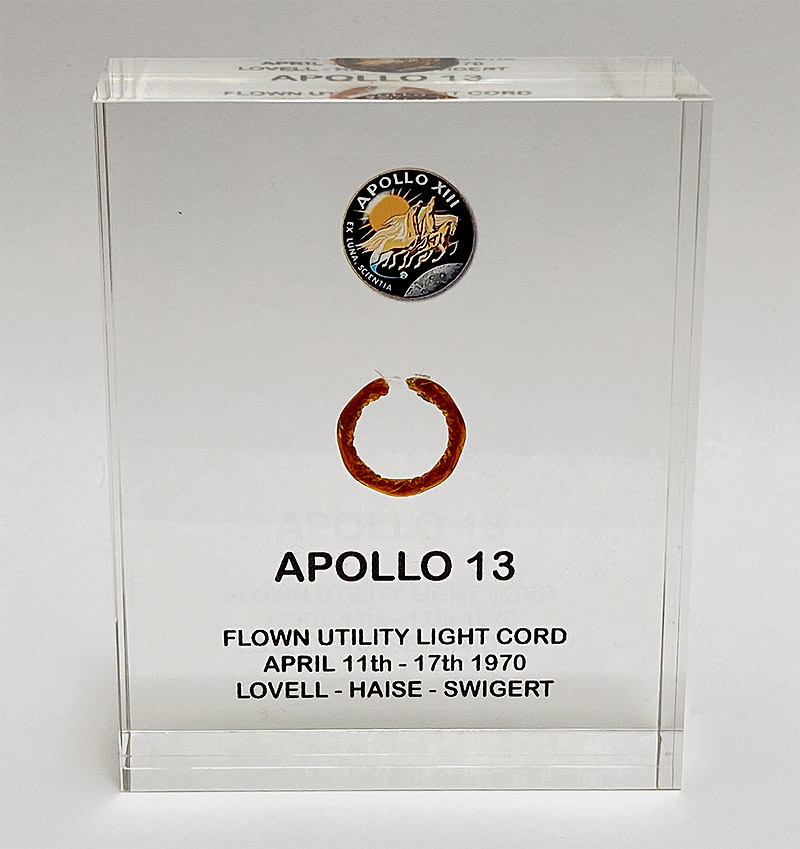 APOLLO XIII
EX LUNA, SCIENTIA
APOLLO 13
FLOWN UTILITY LIGHT CORD
APRIL 11th - 17th 1970
LOVELL - HAISE - SWIGERT